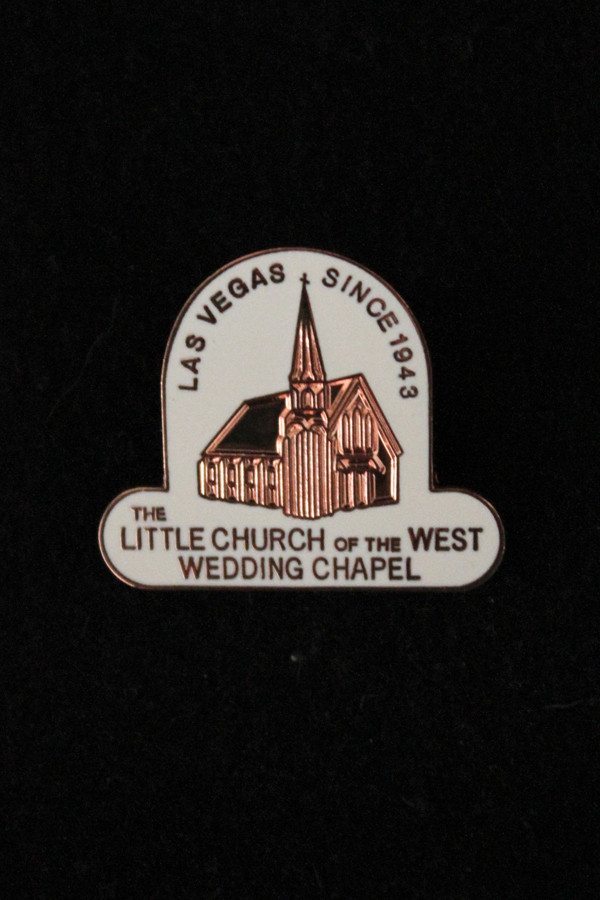 LAS VEGAS SINCE 1943
THE
LITTLE CHURCH OF THE WEST
WEDDING CHAPEL